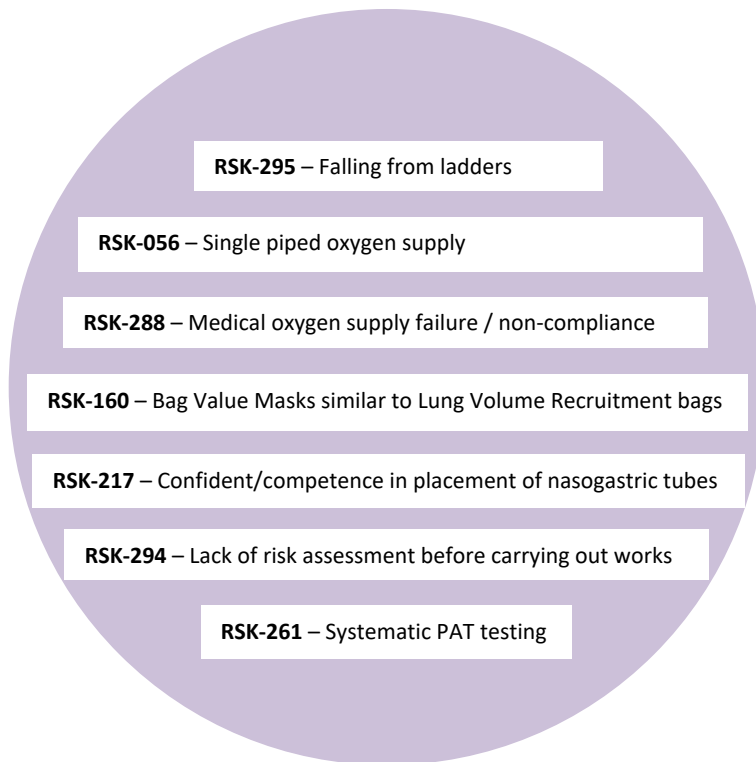 RSK-295 – Falling from ladders
RSK-056 – Single piped oxygen supply
RSK-288 – Medical oxygen supply failure / non-compliance
RSK-160 – Bag Value Masks similar to Lung Volume Recruitment bags
RSK-217 – Confident/competence in placement of nasogastric tubes
RSK-294 – Lack of risk assessment before carrying out works
RSK-261 – Systematic PAT testing